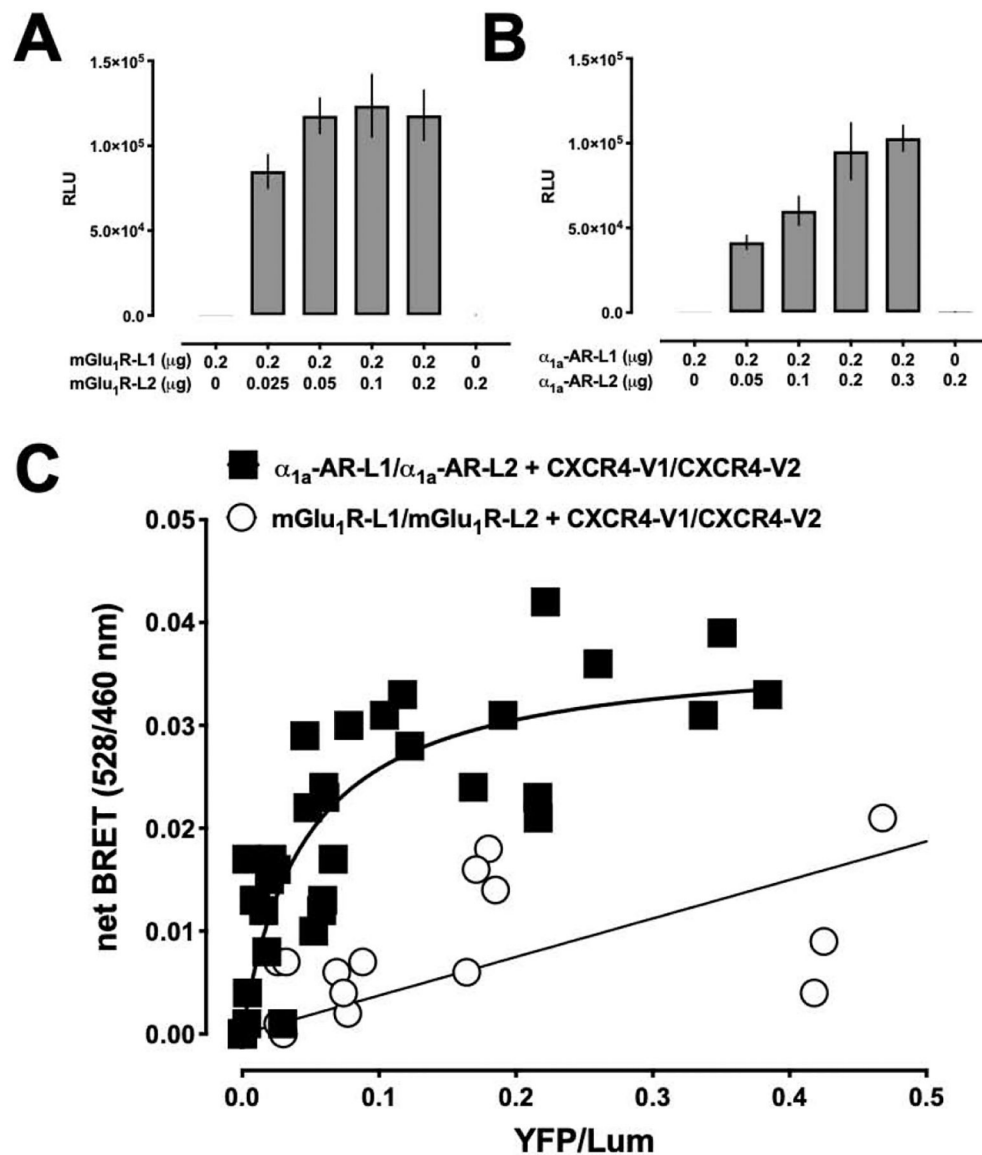 A
B
1.5×10⁵
1.0×10⁵
5.0×10⁴
0.0
RLU
mGlu₁R-L1 (μg) 0.2 0.2 0.2 0.2 0.2 0
mGlu₁R-L2 (μg) 0 0.025 0.05 0.1 0.2 0.2
1.5×10⁵
1.0×10⁵
5.0×10⁴
0.0
RLU
α₁ₐ-AR-L1 (μg) 0.2 0.2 0.2 0.2 0.2 0
α₁ₐ-AR-L2 (μg) 0 0.05 0.1 0.2 0.3 0.2
C
α₁ₐ-AR-L1/α₁ₐ-AR-L2 + CXCR4-V1/CXCR4-V2
mGlu₁R-L1/mGlu₁R-L2 + CXCR4-V1/CXCR4-V2
0.05
0.04
0.03
0.02
0.01
0.00
net BRET (528/460 nm)
0.0 0.1 0.2 0.3 0.4 0.5
YFP/Lum